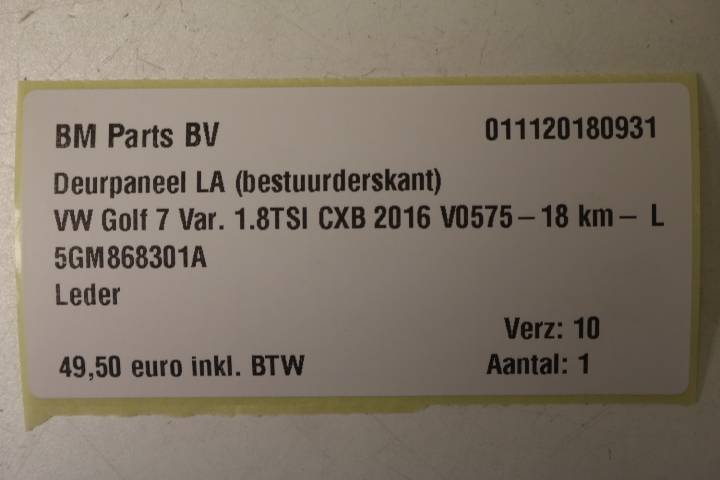 BM Parts BV 011120180931
Deurpaneel LA (bestuurderskant)
VW Golf 7 Var. 1.8TSI CXB 2016 V0575 – 18 km – L
5GM868301A
Leder
Verz: 10
49,50 euro inkl. BTW Aantal: 1